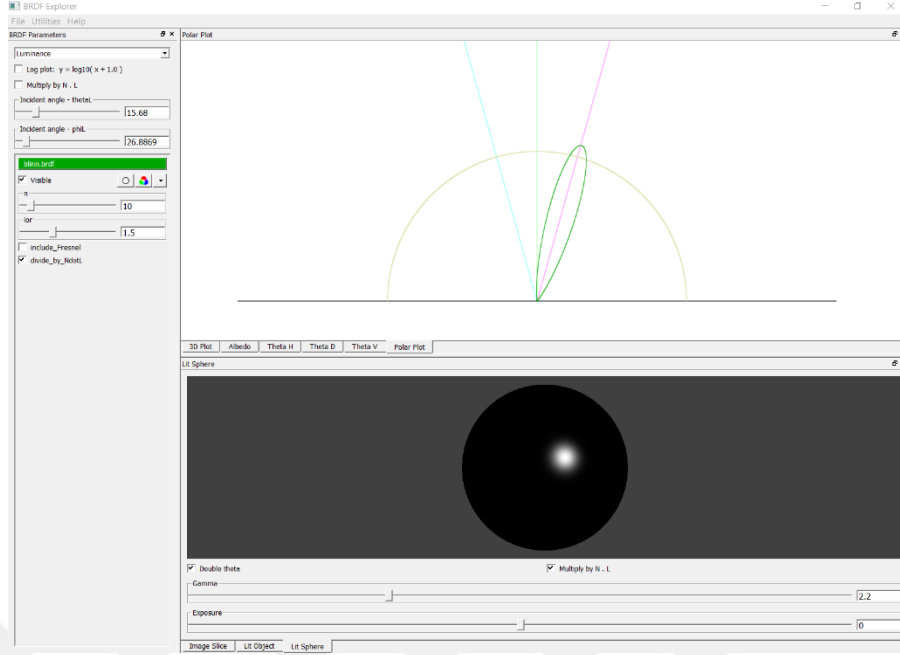 BRDF Explorer
File Utilities Help
BRDF Parameters
Luminance
Log plot: y = log10( x + 1.0 )
Multiply by N . L
Incident angle - thetaL
15.68
Incident angle - phiL
26.8869
blinn.brdf
Visible
n
10
ior
1.5
include_Fresnel
divide_by_NdotL
Polar Plot
3D Plot Albedo Theta H Theta D Theta V Polar Plot
Lit Sphere
Double theta Multiply by N . L
Gamma
2.2
Exposure
0
Image Slice Lit Object Lit Sphere